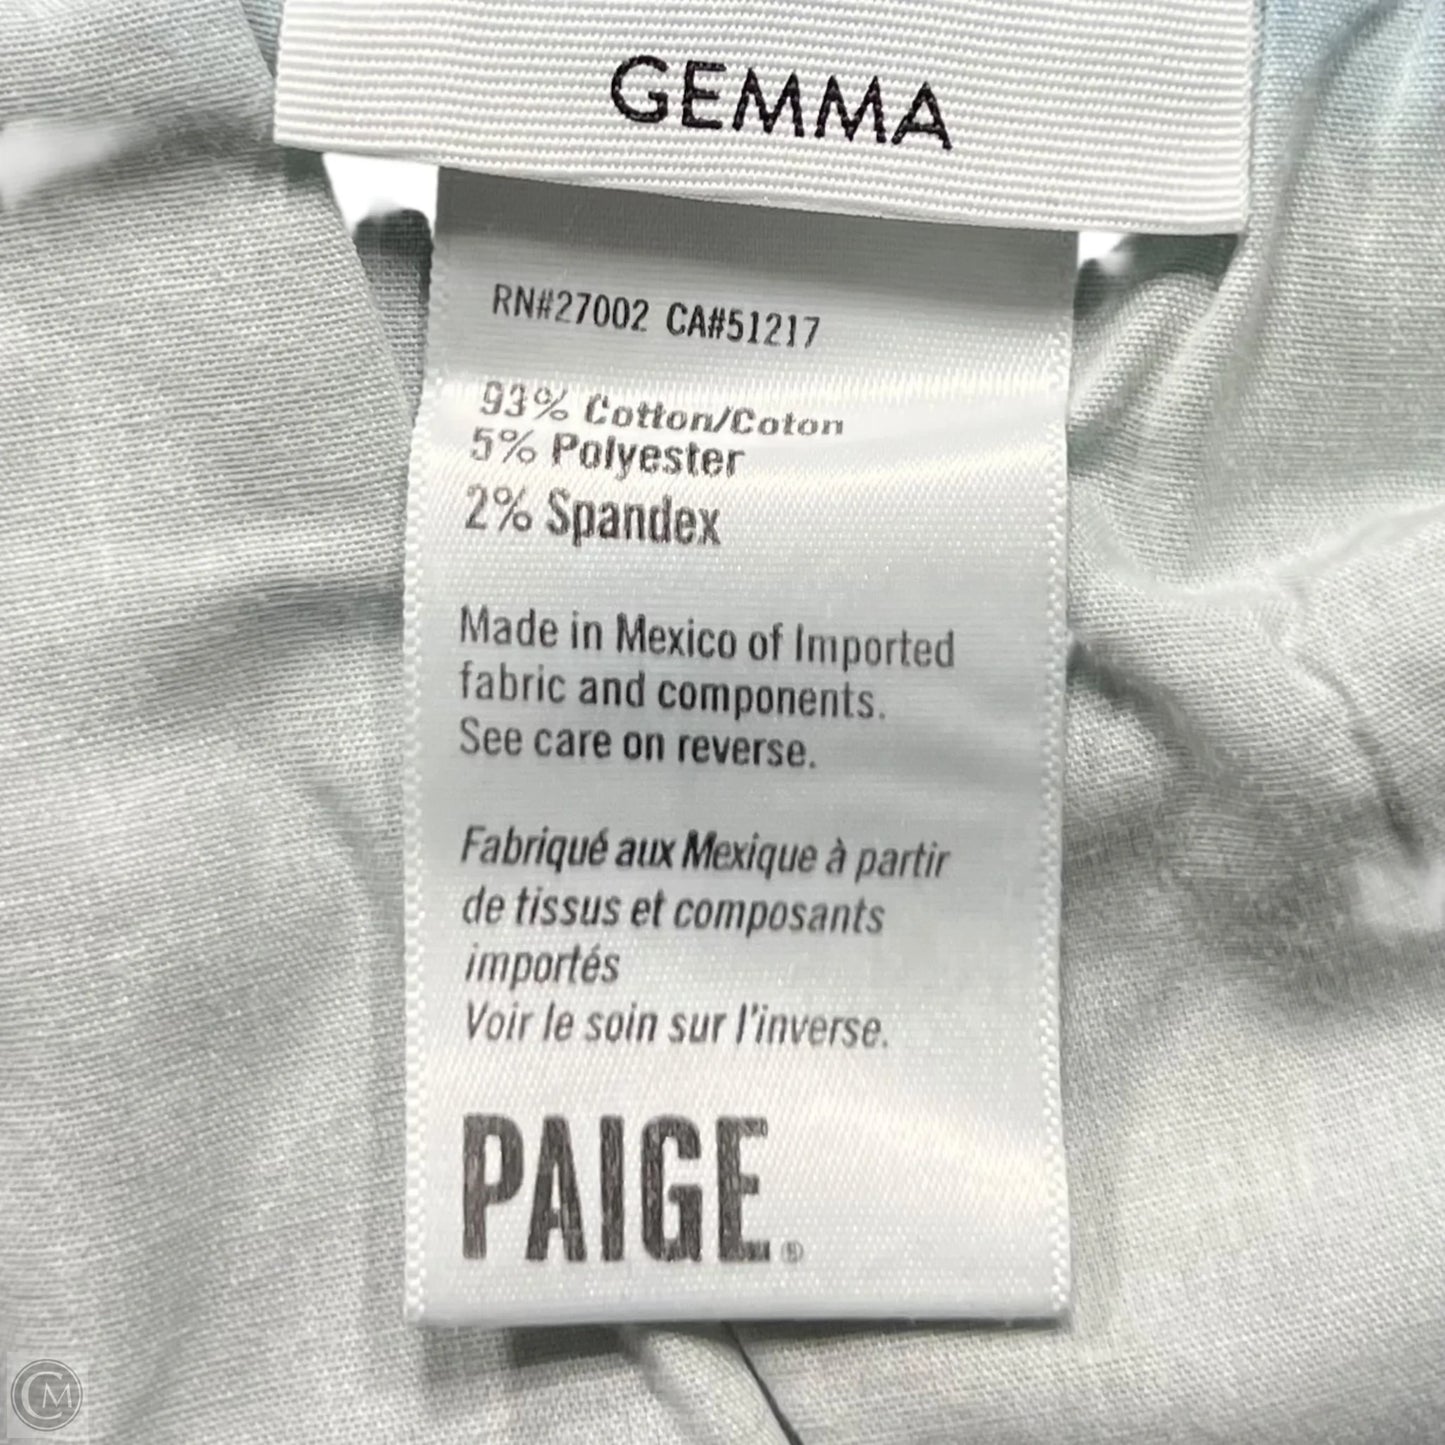 GEMMA
RN#27002 CA#51217
93% Cotton/Coton
5% Polyester
2% Spandex
Made in Mexico of Imported
fabric and components.
See care on reverse.
Fabriqué aux Mexique à partir
de tissus et composants
importés
Voir le soin sur l'inverse.
PAIGE®
CM